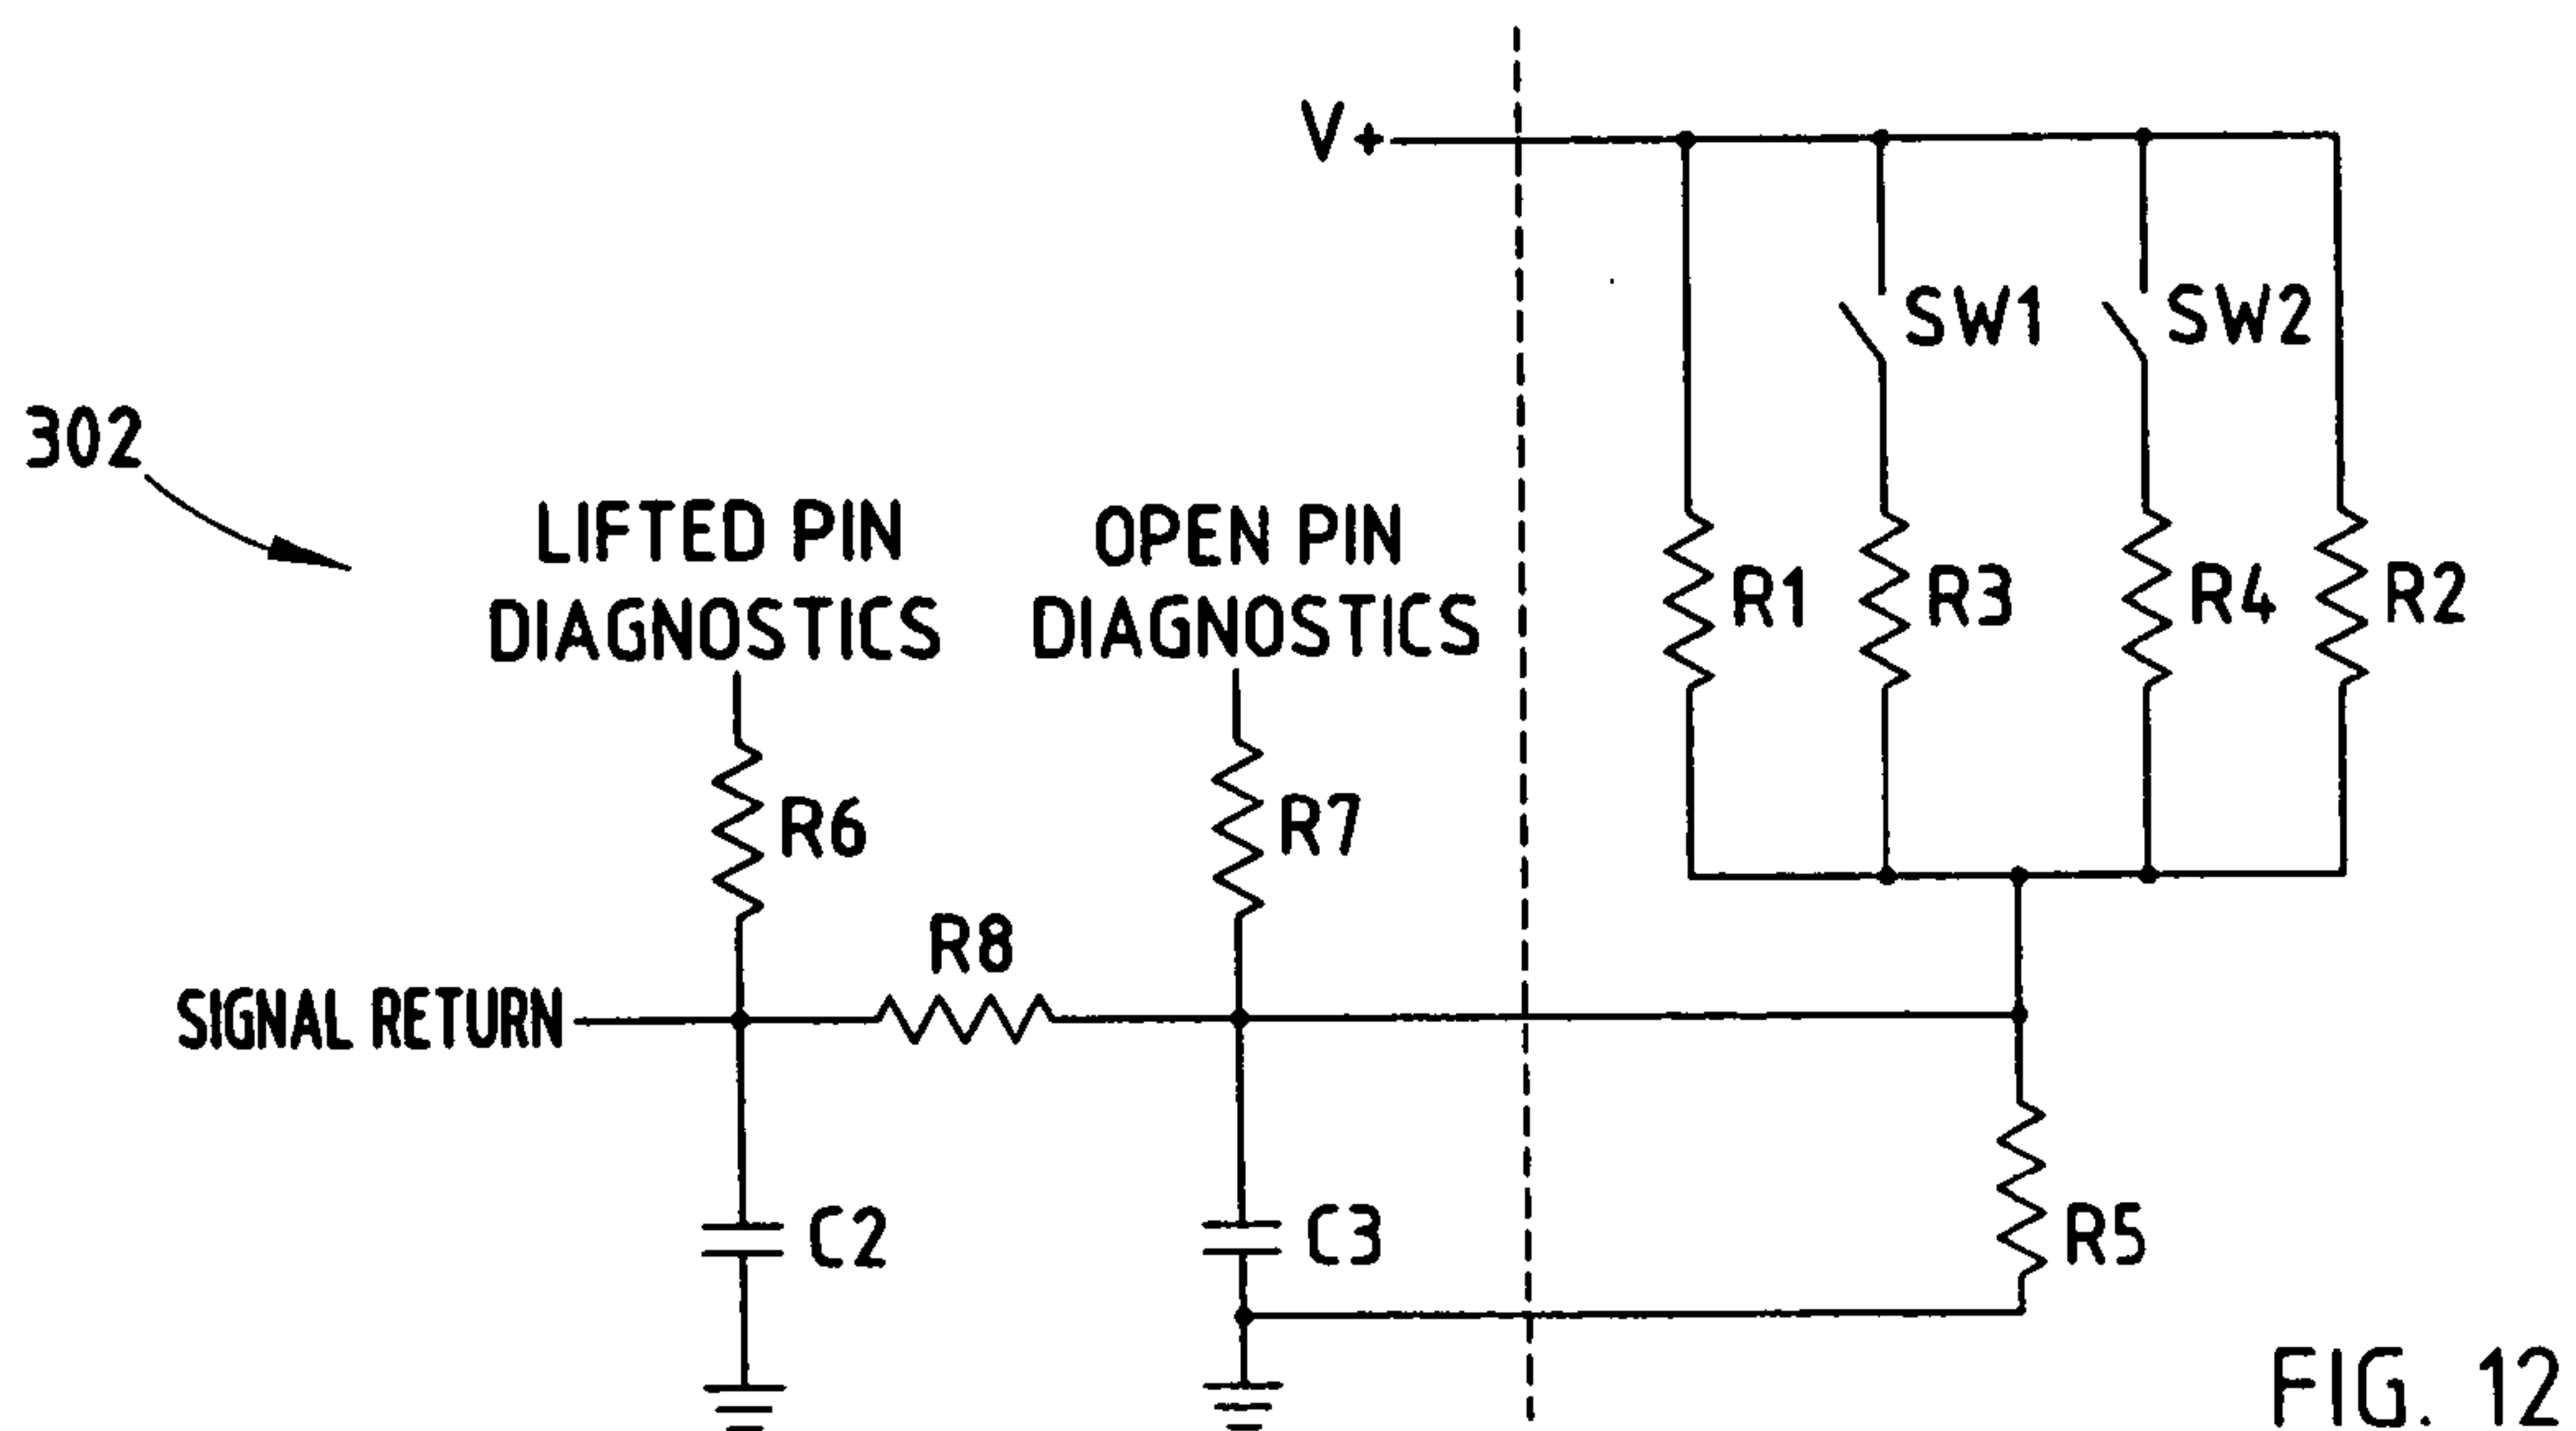 V+
SW1
SW2
302
LIFTED PIN
DIAGNOSTICS
OPEN PIN
DIAGNOSTICS
R1
R3
R4
R2
R6
R7
R8
SIGNAL RETURN
C2
C3
R5
FIG. 12